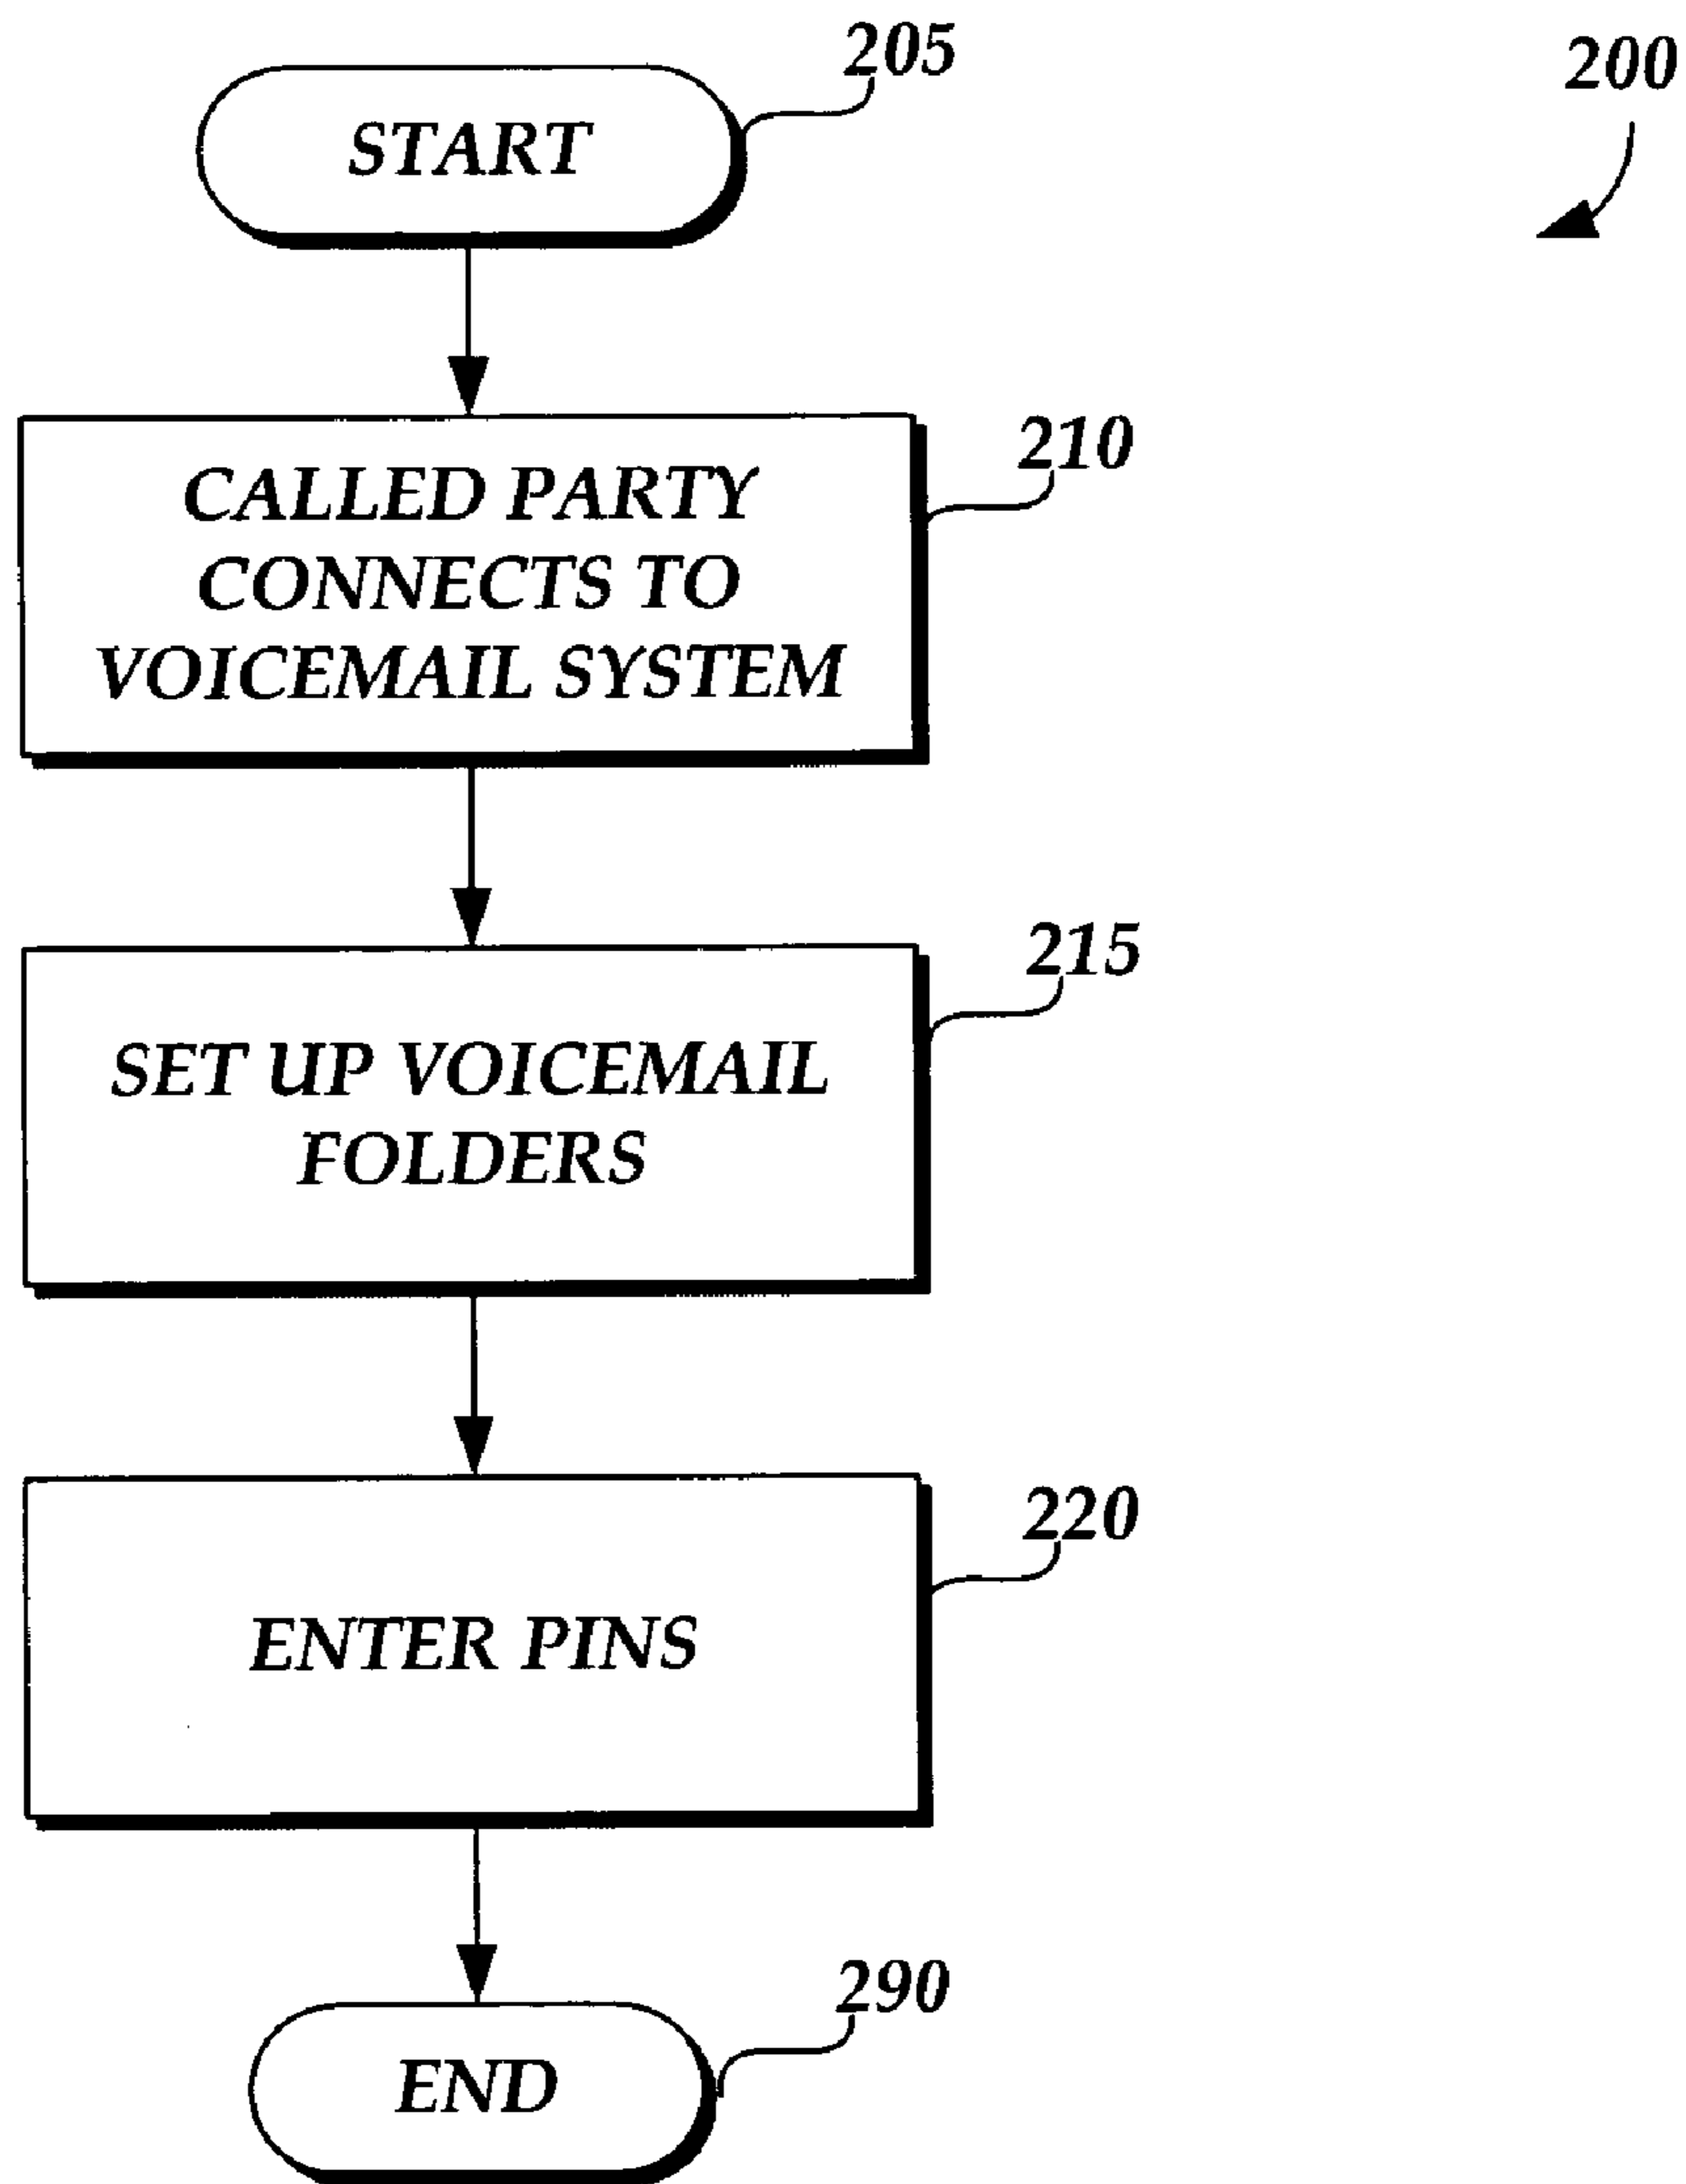 205
200
START
210
CALLED PARTY
CONNECTS TO
VOICEMAIL SYSTEM
215
SET UP VOICEMAIL
FOLDERS
220
ENTER PINS
290
END